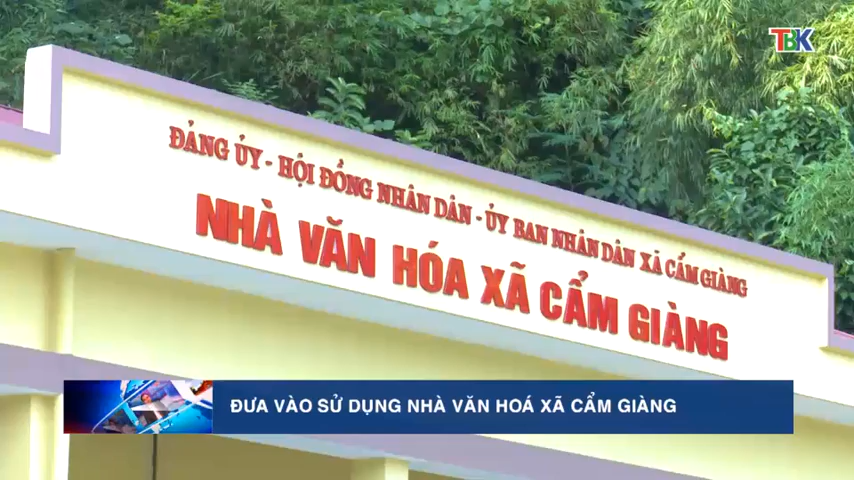 TBK
ĐẢNG ỦY - HỘI ĐỒNG NHÂN DÂN - ỦY BAN NHÂN DÂN XÃ CẨM GIÀNG
NHÀ VĂN HÓA XÃ CẨM GIÀNG
ĐƯA VÀO SỬ DỤNG NHÀ VĂN HOÁ XÃ CẨM GIÀNG